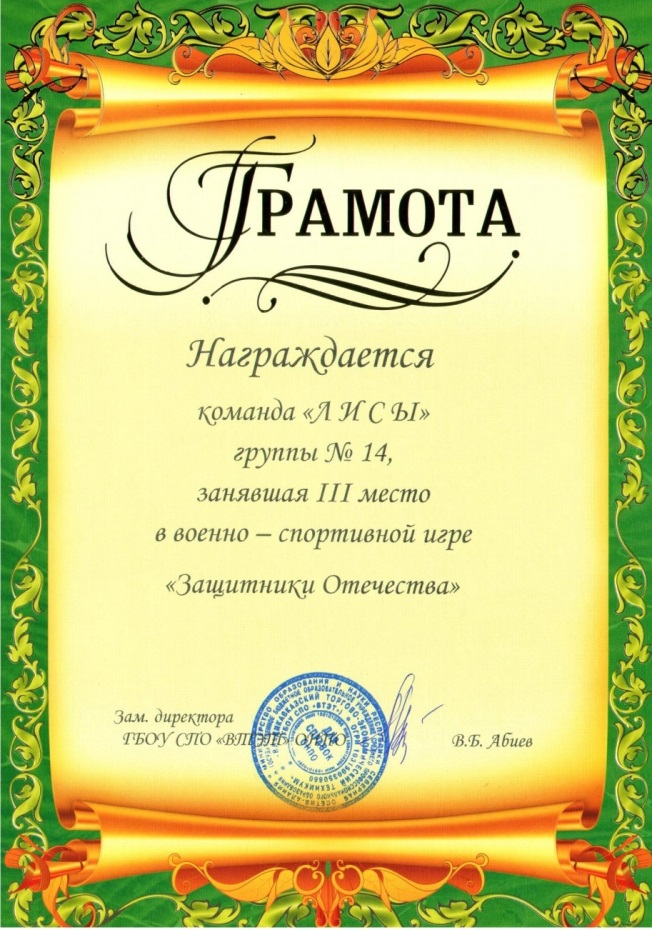 ГРАМОТА
Награждается
команда «Л И С Ы»
группы № 14,
занявшая III место
в военно – спортивной игре
«Защитники Отечества»
Зам. директора
ГБОУ СПО «ВТЭТ»
В.Б. Абиев